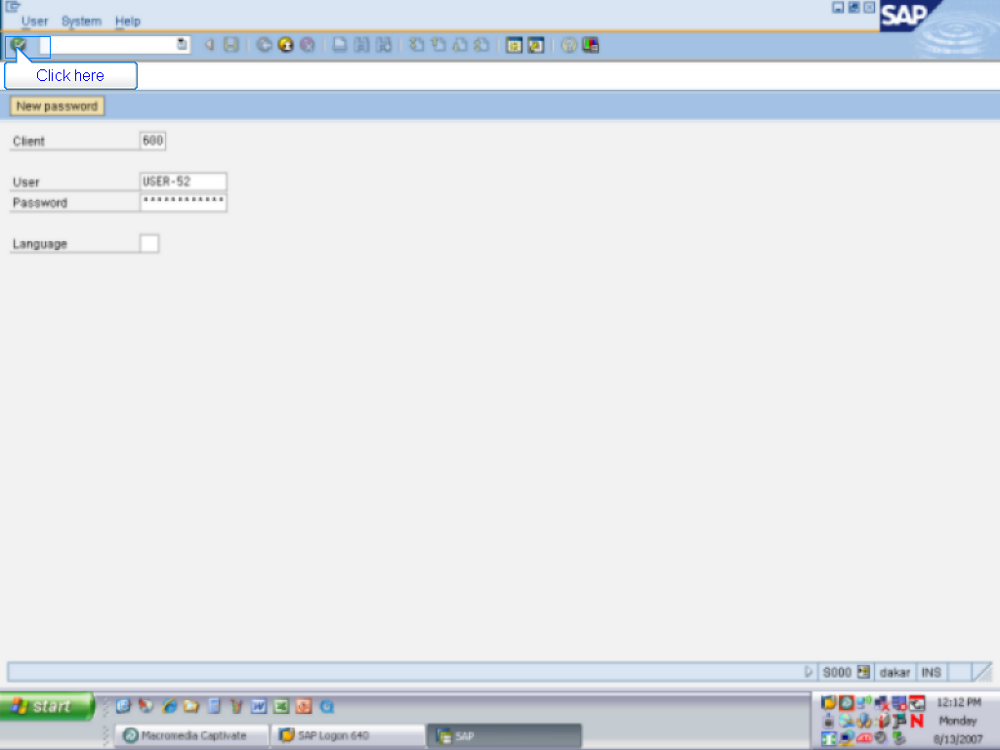 User System Help
SAP
Click here
New password
Client 600
User USER-52
Password ************
Language
S000 dakar INS
start
12:12 PM
Monday
8/13/2007
Macromedia Captivate SAP Logon 640 SAP